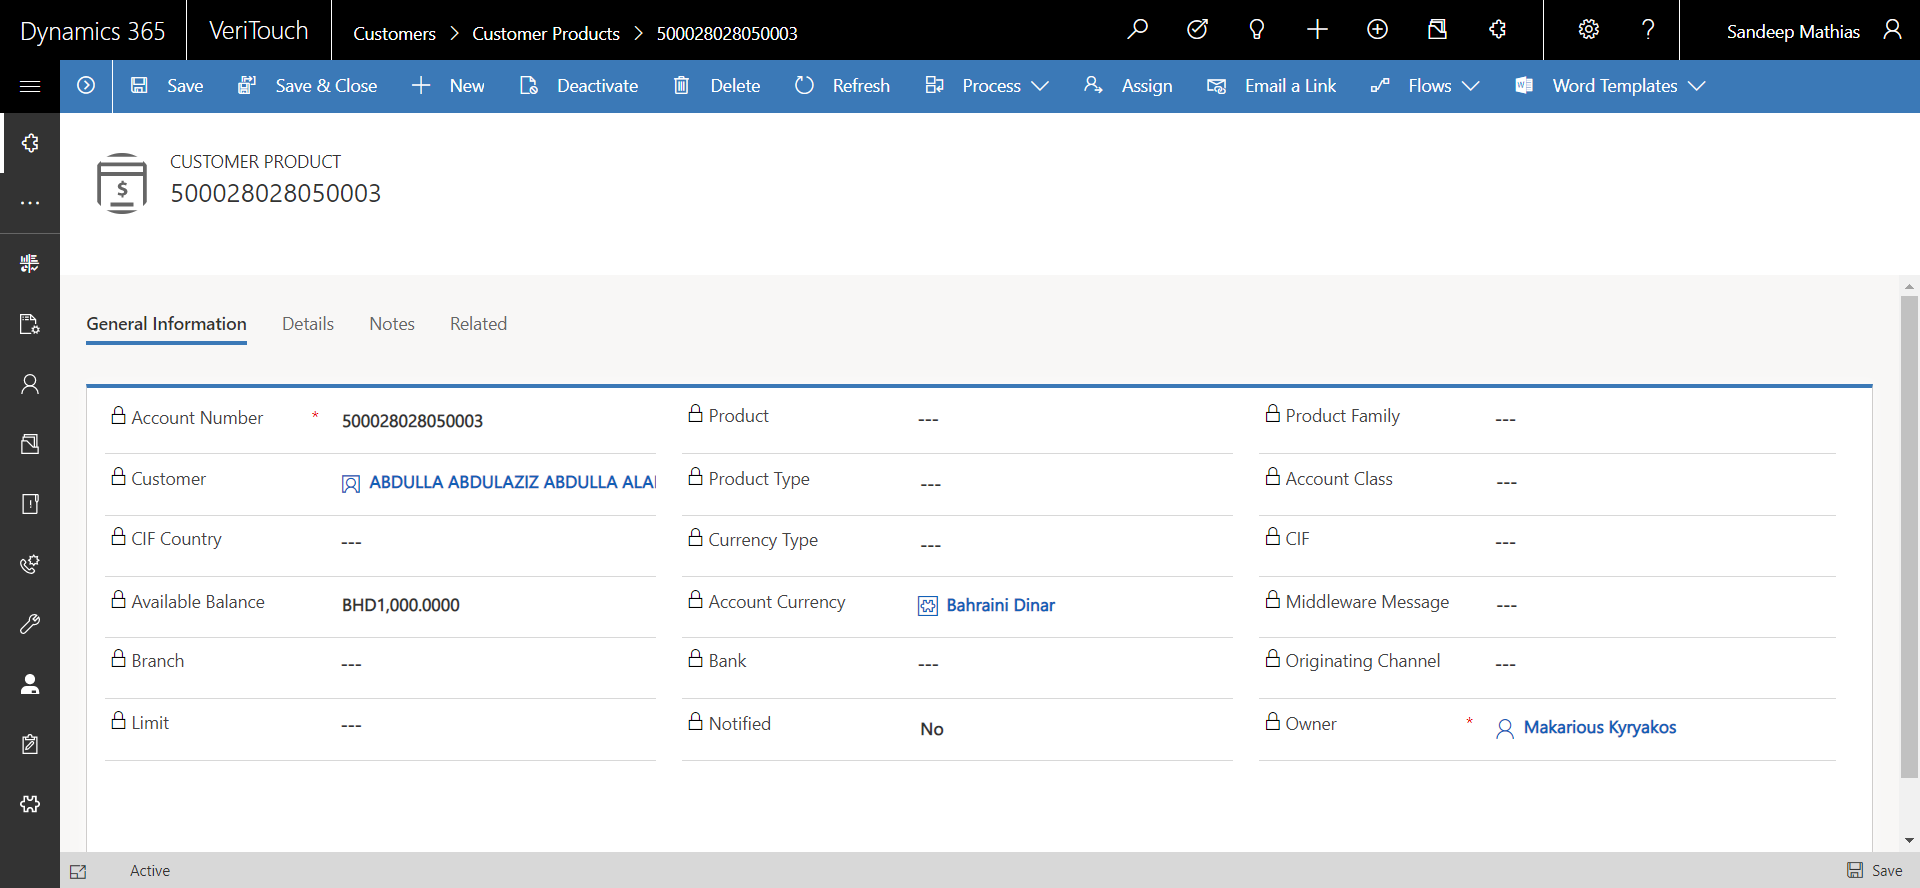 Dynamics 365 VeriTouch Customers > Customer Products > 500028028050003 Sandeep Mathias
Save Save & Close New Deactivate Delete Refresh Process Assign Email a Link Flows Word Templates
CUSTOMER PRODUCT
500028028050003
General Information Details Notes Related
Account Number * 500028028050003 Product --- Product Family ---
Customer ABDULLA ABDULAZIZ ABDULLA Product Type --- Account Class ---
CIF Country --- Currency Type --- CIF ---
Available Balance BHD1,000.0000 Account Currency Bahraini Dinar Middleware Message ---
Branch --- Bank --- Originating Channel ---
Limit --- Notified No Owner * Makarious Kyryakos
Active Save